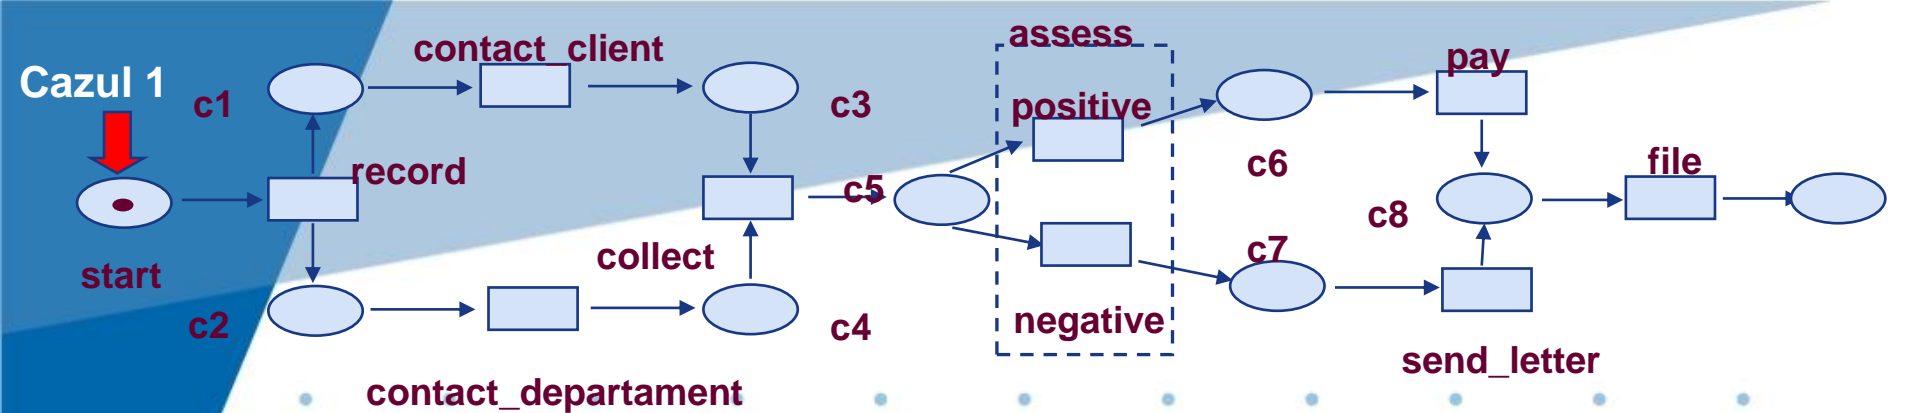 Cazul 1
start
c1
c2
record
contact_client
contact_departament
c3
c4
collect
c5
assess
positive
negative
c6
c7
pay
send_letter
c8
file